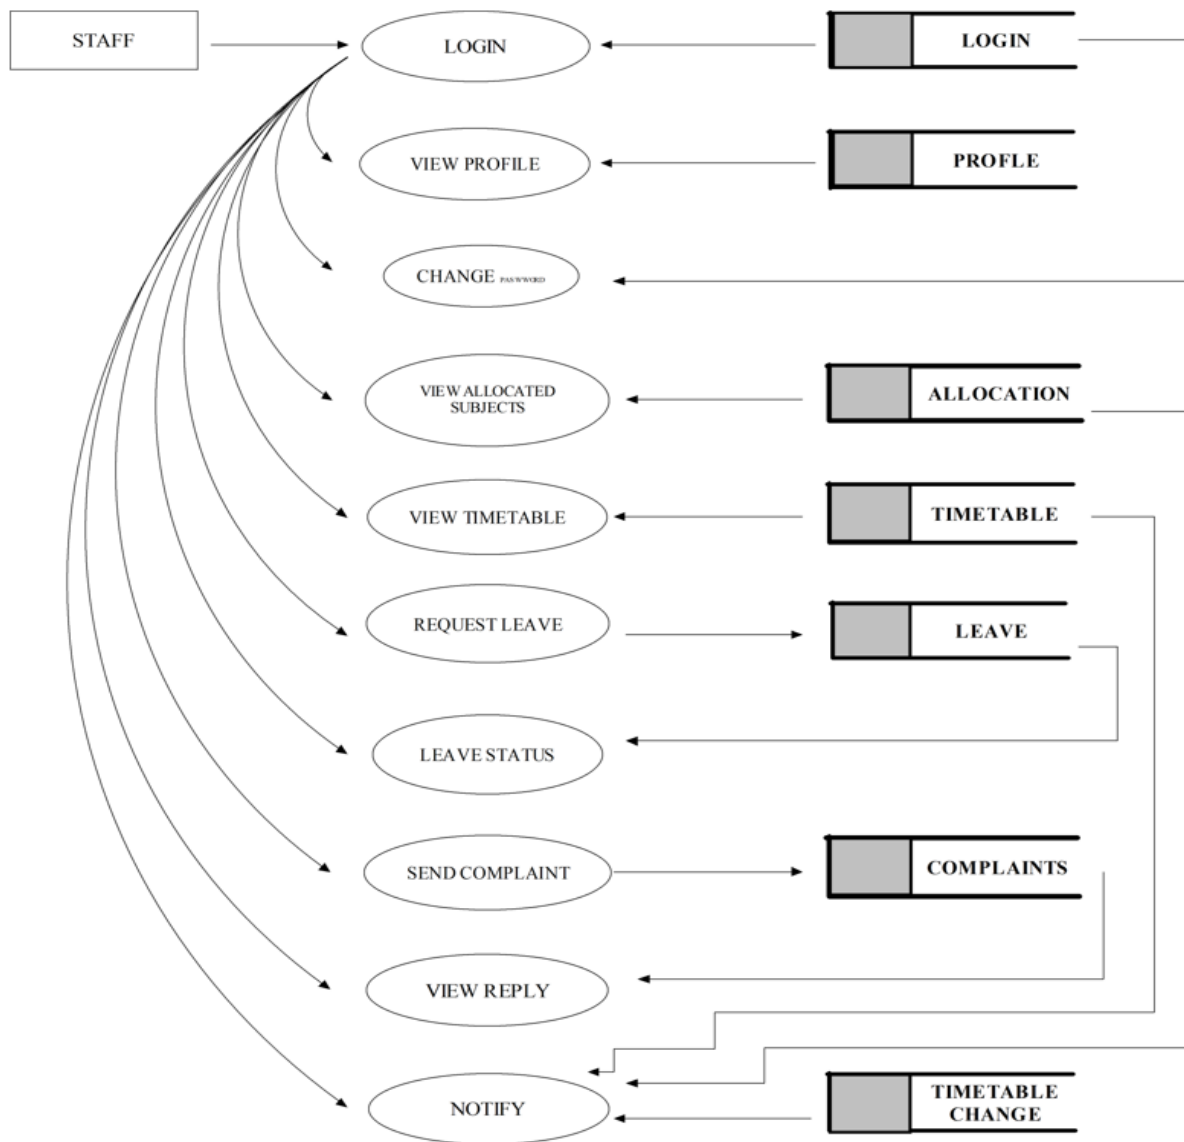 STAFF
LOGIN
LOGIN
VIEW PROFILE
PROFLE
CHANGE PASWWORD
VIEW ALLOCATED
SUBJECTS
ALLOCATION
VIEW TIMETABLE
TIMETABLE
REQUEST LEAVE
LEAVE
LEAVE STATUS
SEND COMPLAINT
COMPLAINTS
VIEW REPLY
NOTIFY
TIMETABLE
CHANGE